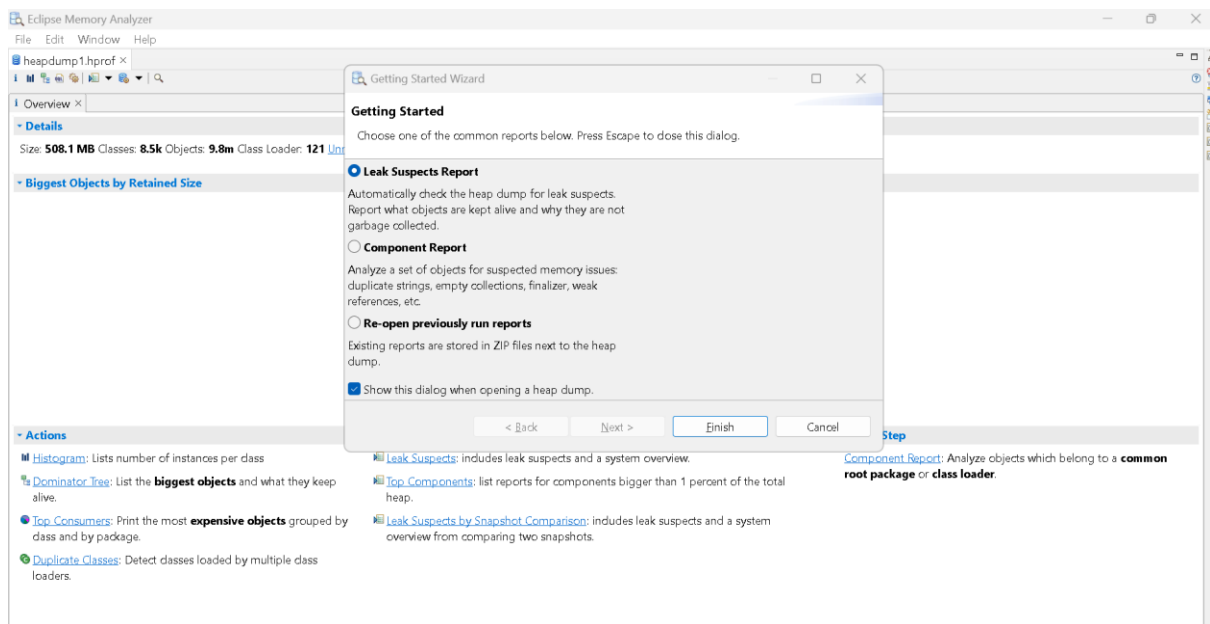 Eclipse Memory Analyzer
File Edit Window Help
heapdump1.hprof
Overview
Details
Size: 508.1 MB Classes: 8.5k Objects: 9.8m Class Loader: 121
Biggest Objects by Retained Size
Getting Started Wizard
Getting Started
Choose one of the common reports below. Press Escape to close this dialog.
Leak Suspects Report
Automatically check the heap dump for leak suspects.
Report what objects are kept alive and why they are not
garbage collected.
Component Report
Analyze a set of objects for suspected memory issues:
duplicate strings, empty collections, finalizer, weak
references, etc.
Re-open previously run reports
Existing reports are stored in ZIP files next to the heap
dump.
Show this dialog when opening a heap dump.
< Back Next > Finish Cancel
Actions
Histogram: Lists number of instances per class
Dominator Tree: List the biggest objects and what they keep
alive.
Top Consumers: Print the most expensive objects grouped by
class and by package.
Duplicate Classes: Detect classes loaded by multiple class
loaders.
Leak Suspects: includes leak suspects and a system overview.
Top Components: list reports for components bigger than 1 percent of the total
heap.
Leak Suspects by Snapshot Comparison: includes leak suspects and a system
overview from comparing two snapshots.
Step
Component Report: Analyze objects which belong to a common
root package or class loader.